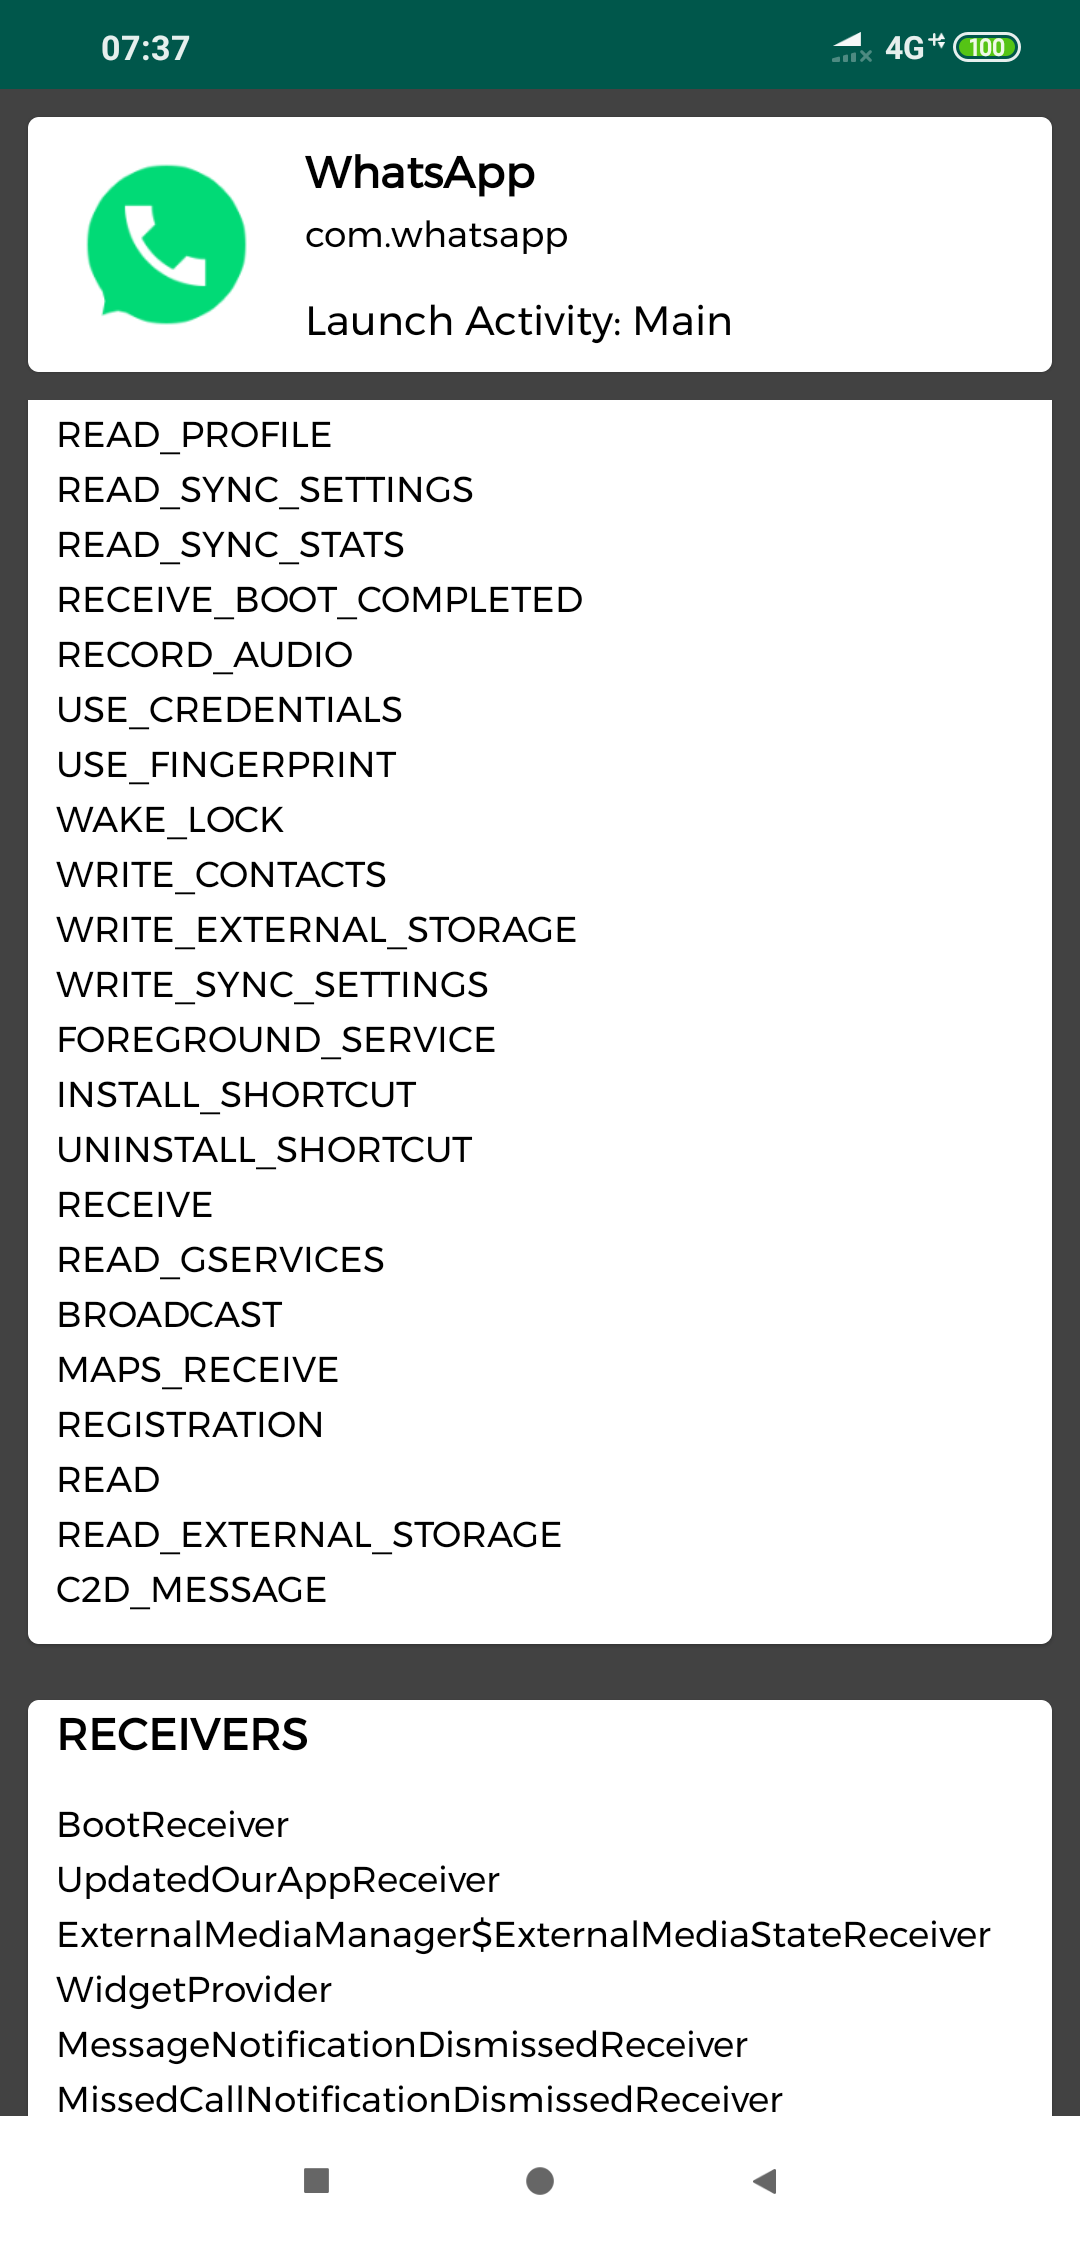 07:37
4G+ 100
WhatsApp
com.whatsapp
Launch Activity: Main
READ_PROFILE
READ_SYNC_SETTINGS
READ_SYNC_STATS
RECEIVE_BOOT_COMPLETED
RECORD_AUDIO
USE_CREDENTIALS
USE_FINGERPRINT
WAKE_LOCK
WRITE_CONTACTS
WRITE_EXTERNAL_STORAGE
WRITE_SYNC_SETTINGS
FOREGROUND_SERVICE
INSTALL_SHORTCUT
UNINSTALL_SHORTCUT
RECEIVE
READ_GSERVICES
BROADCAST
MAPS_RECEIVE
REGISTRATION
READ
READ_EXTERNAL_STORAGE
C2D_MESSAGE
RECEIVERS
BootReceiver
UpdatedOurAppReceiver
ExternalMediaManager$ExternalMediaStateReceiver
WidgetProvider
MessageNotificationDismissedReceiver
MissedCallNotificationDismissedReceiver